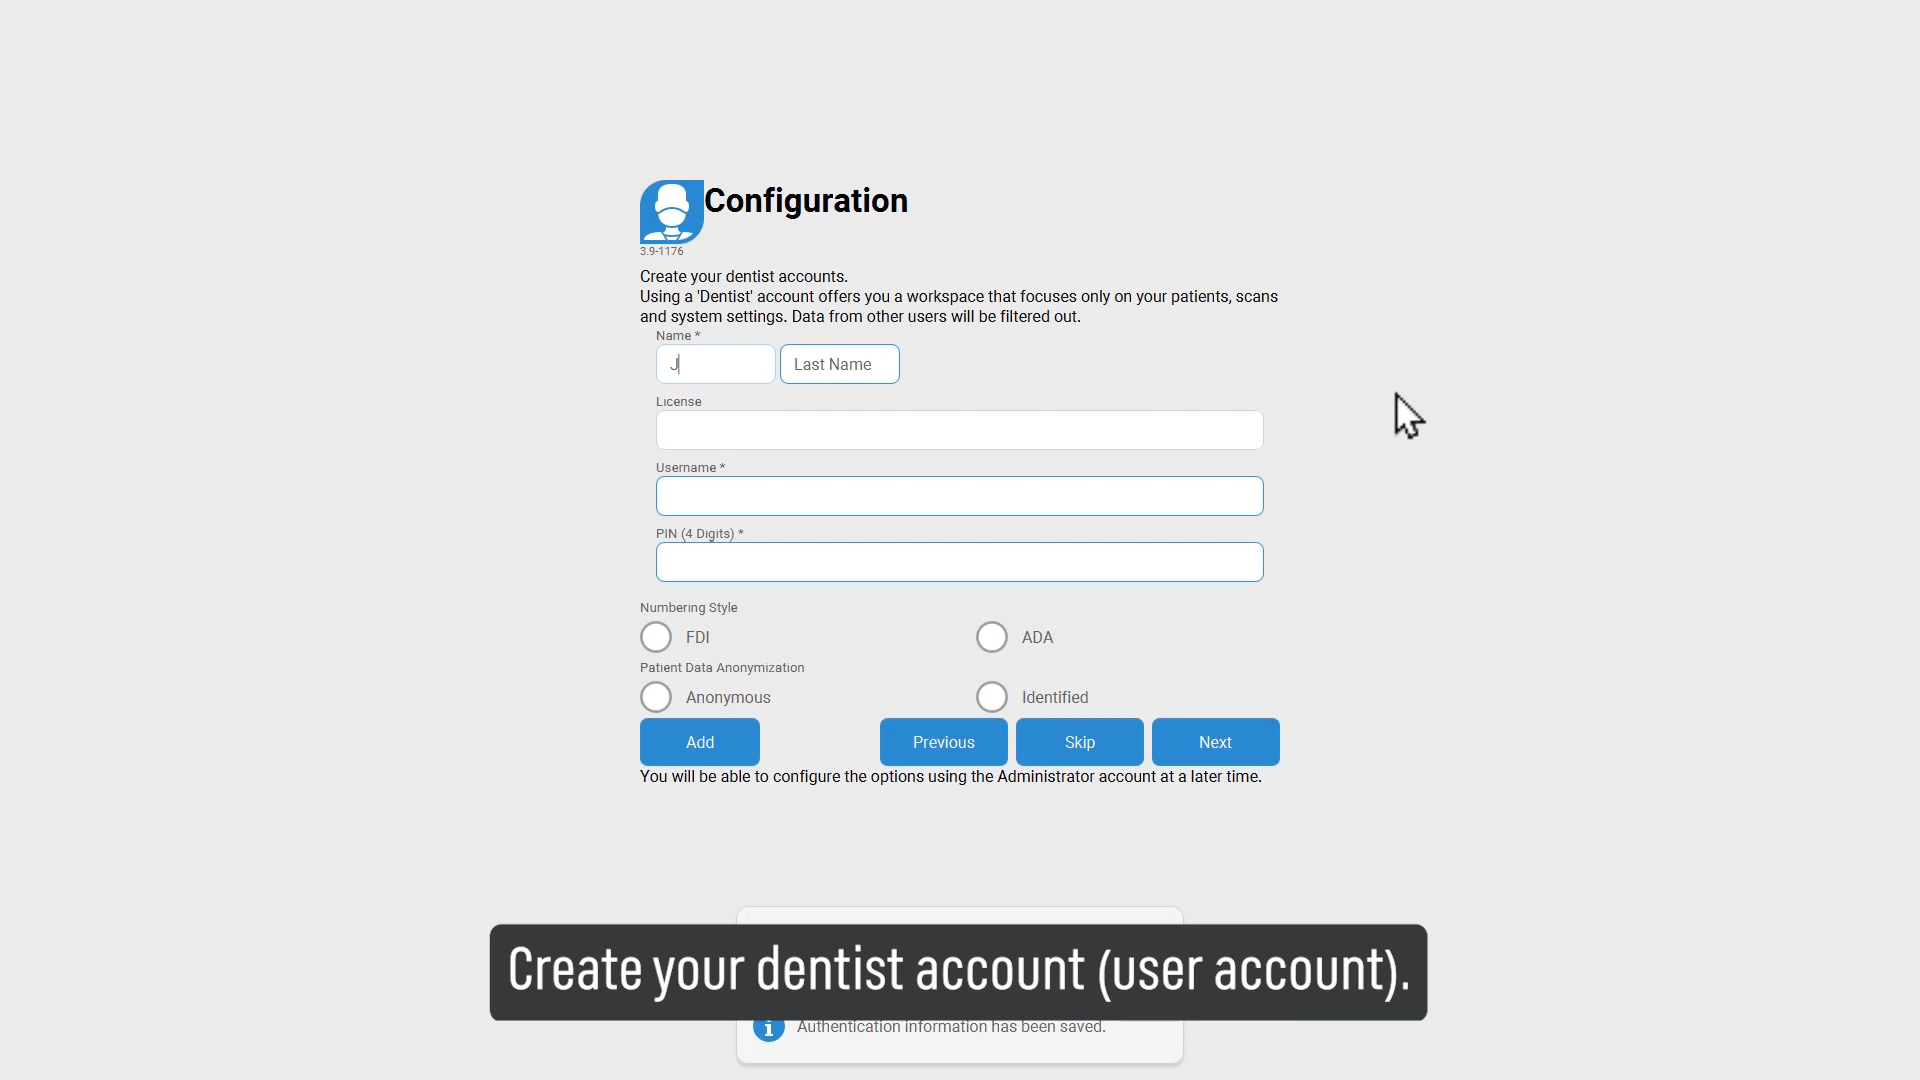 Configuration
3.9-1176
Create your dentist accounts.
Using a 'Dentist' account offers you a workspace that focuses only on your patients, scans
and system settings. Data from other users will be filtered out.
Name *
J
Last Name
License
Username *
PIN (4 Digits) *
Numbering Style
FDI
ADA
Patient Data Anonymization
Anonymous
Identified
Add
Previous
Skip
Next
You will be able to configure the options using the Administrator account at a later time.
Create your dentist account (user account).
Authentication information has been saved.